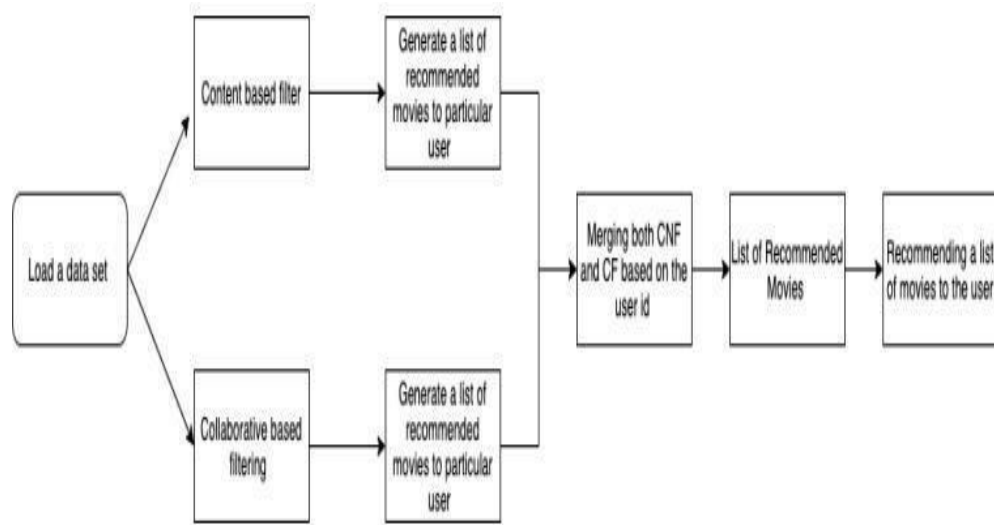 Load a data set
Content based filter
Generate a list of
recommended
movies to particular
user
Collaborative based
filtering
Generate a list of
recommended
movies to particular
user
Merging both CNF
and CF based on the
user id
List of Recommended
Movies
Recommending a list
of movies to the user